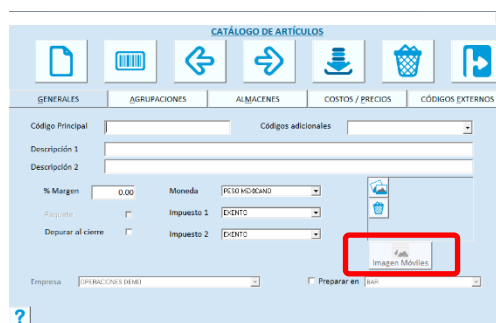 CATÁLOGO DE ARTÍCULOS
GENERALES AGRUPACIONES ALMACENES COSTOS / PRECIOS CÓDIGOS EXTERNOS
Código Principal Códigos adicionales
Descripción 1
Descripción 2
% Margen 0.00 Moneda PESO MEXICANO
Paquete Impuesto 1 EXENTO
Depurar al cierre Impuesto 2 EXENTO
Imagen Móviles
Empresa OPERACIONES DEMO Preparar en BAR
?